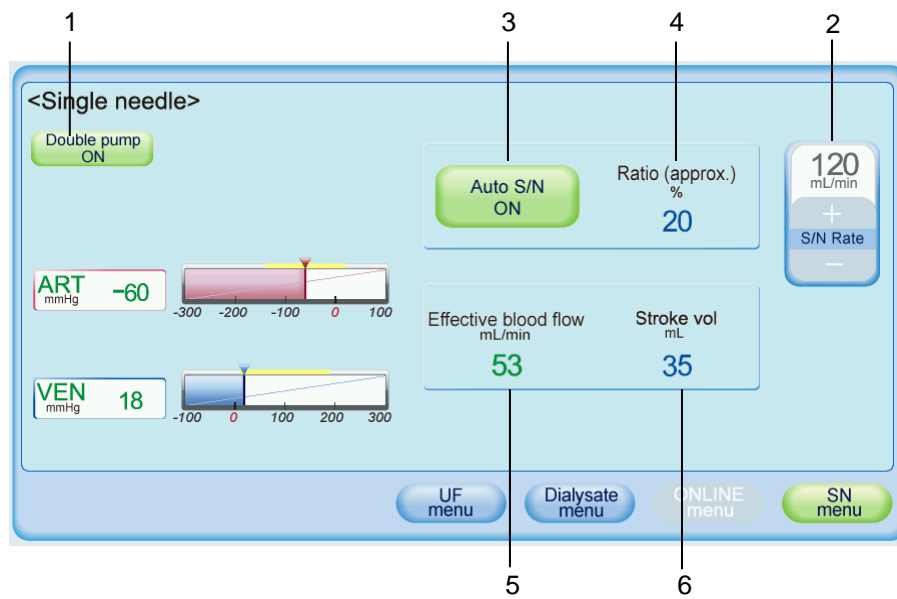 1
3
4
2
<Single needle>
Double pump
ON
Auto S/N
ON
Ratio (approx.)
%
20
120
mL/min
+
S/N Rate
−
ART
mmHg
-60
-300 -200 -100 0 100
Effective blood flow
mL/min
53
Stroke vol
mL
35
VEN
mmHg
18
-100 0 100 200 300
UF
menu
Dialysate
menu
ONLINE
menu
SN
menu
5
6